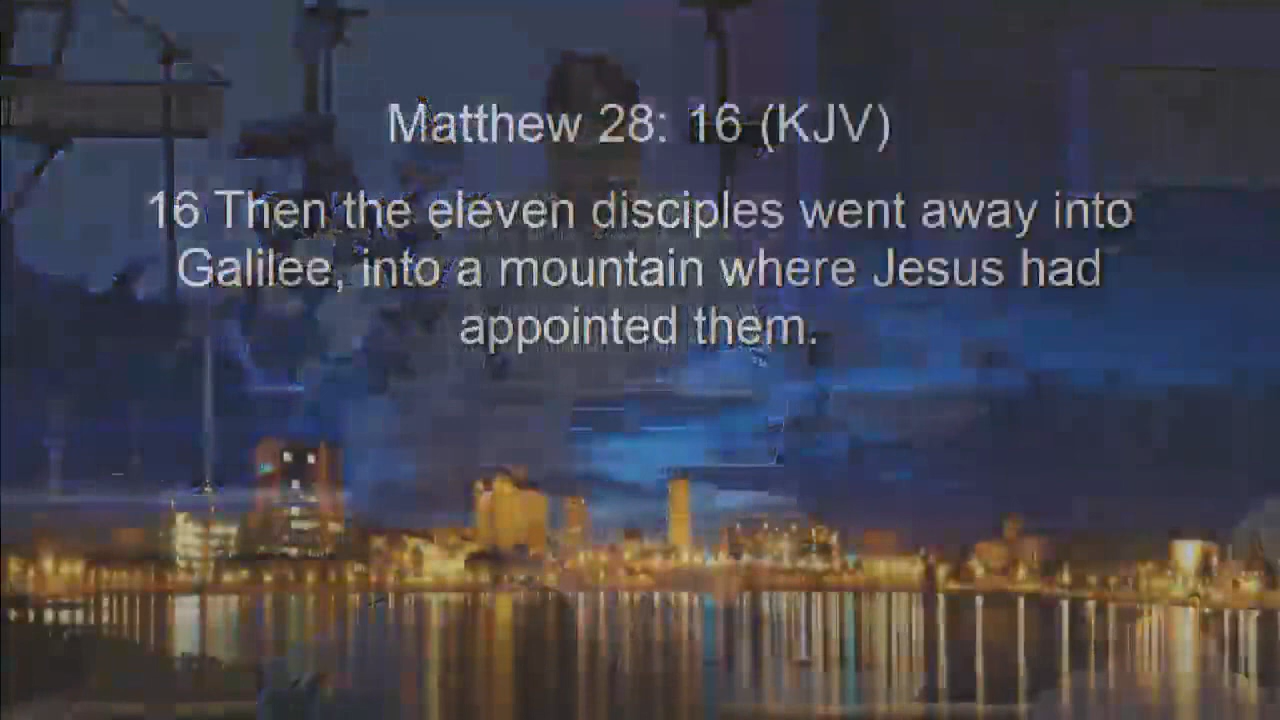 Matthew 28: 16 (KJV)
16 Then the eleven disciples went away into
Galilee, into a mountain where Jesus had
appointed them.